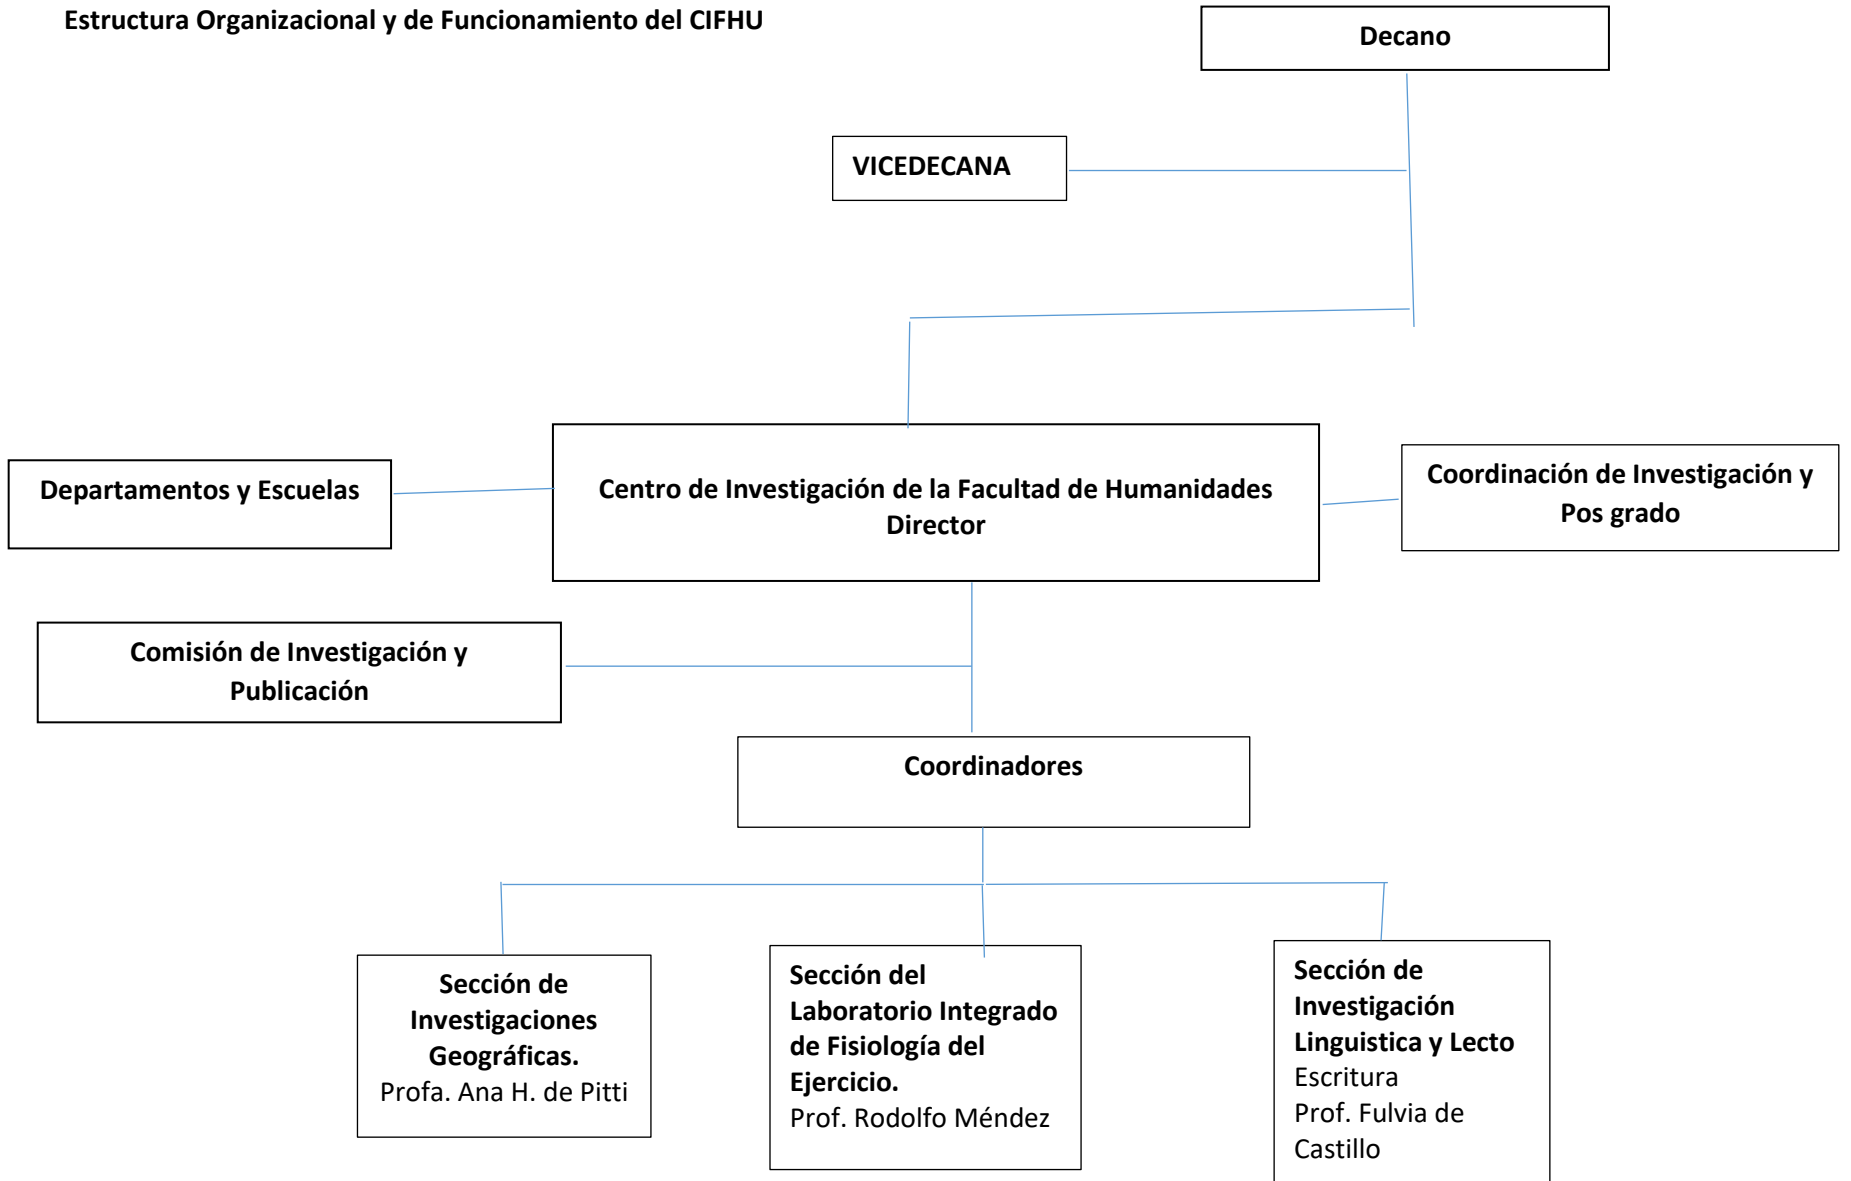 Estructura Organizacional y de Funcionamiento del CIFHU
Decano
VICEDECANA
Departamentos y Escuelas
Centro de Investigación de la Facultad de Humanidades
Director
Coordinación de Investigación y
Pos grado
Comisión de Investigación y
Publicación
Coordinadores
Sección de
Investigaciones
Geográficas.
Profa. Ana H. de Pitti
Sección del
Laboratorio Integrado
de Fisiología del
Ejercicio.
Prof. Rodolfo Méndez
Sección de
Investigación
Linguistica y Lecto
Escritura
Prof. Fulvia de
Castillo